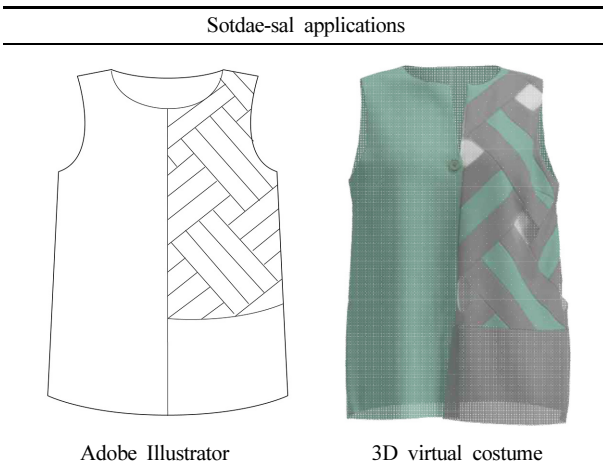 Sotdae-sal applications
Adobe Illustrator
3D virtual costume